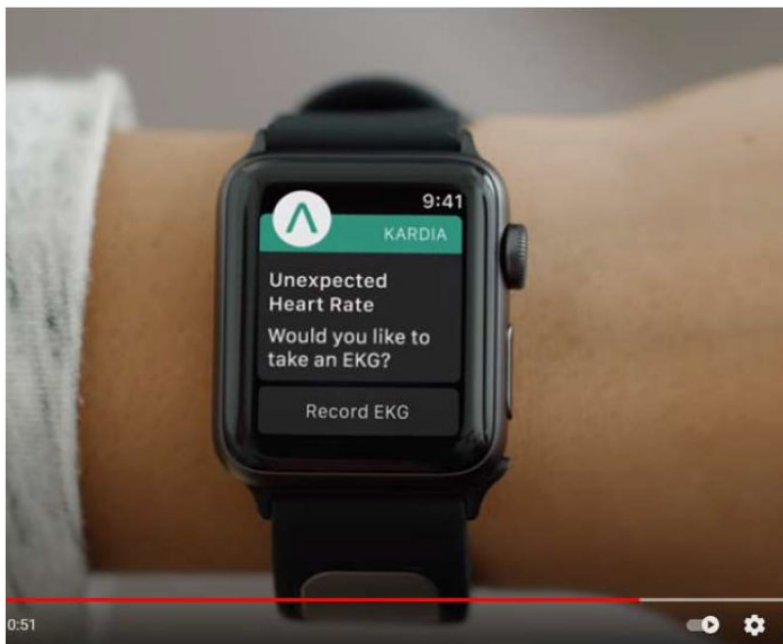 9:41
KARDIA
Unexpected
Heart Rate
Would you like to
take an EKG?
Record EKG
0:51